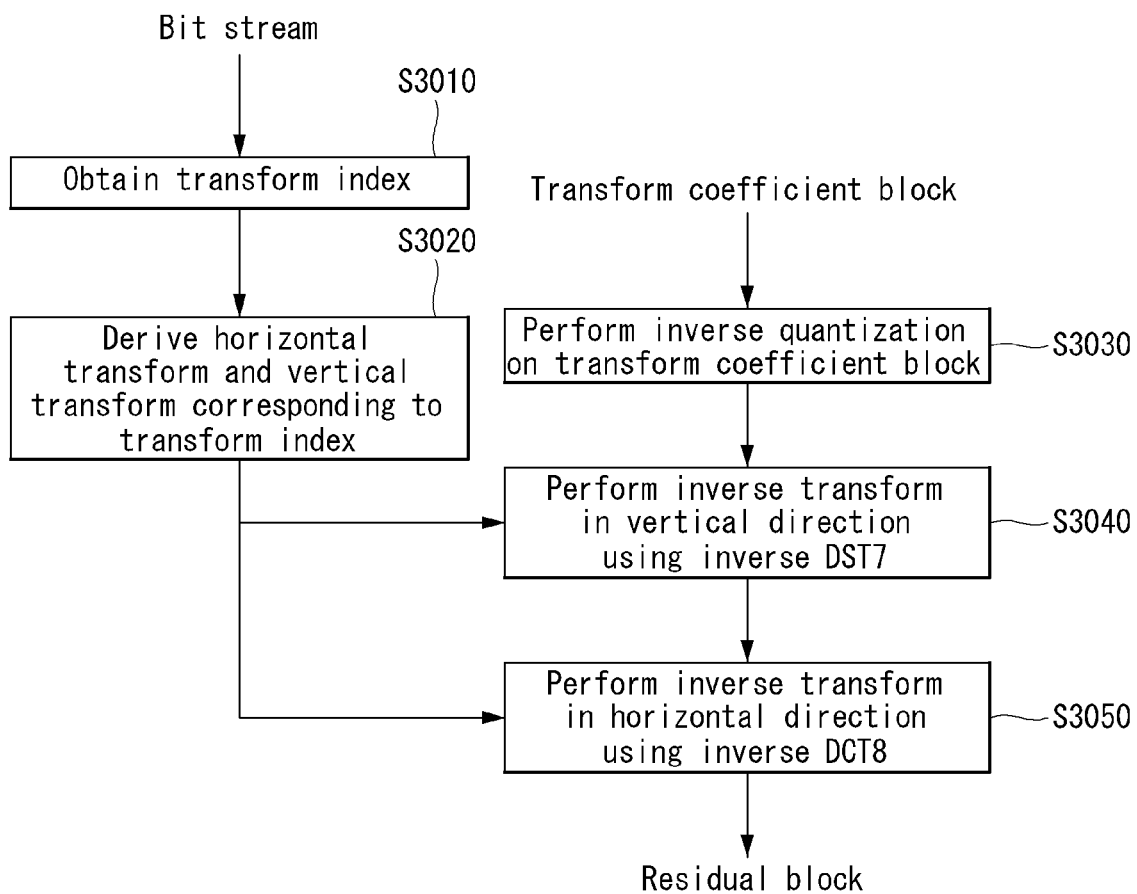 Bit stream
S3010
Obtain transform index
S3020
Derive horizontal
transform and vertical
transform corresponding to
transform index
Transform coefficient block
Perform inverse quantization
on transform coefficient block
S3030
Perform inverse transform
in vertical direction
using inverse DST7
S3040
Perform inverse transform
in horizontal direction
using inverse DCT8
S3050
Residual block